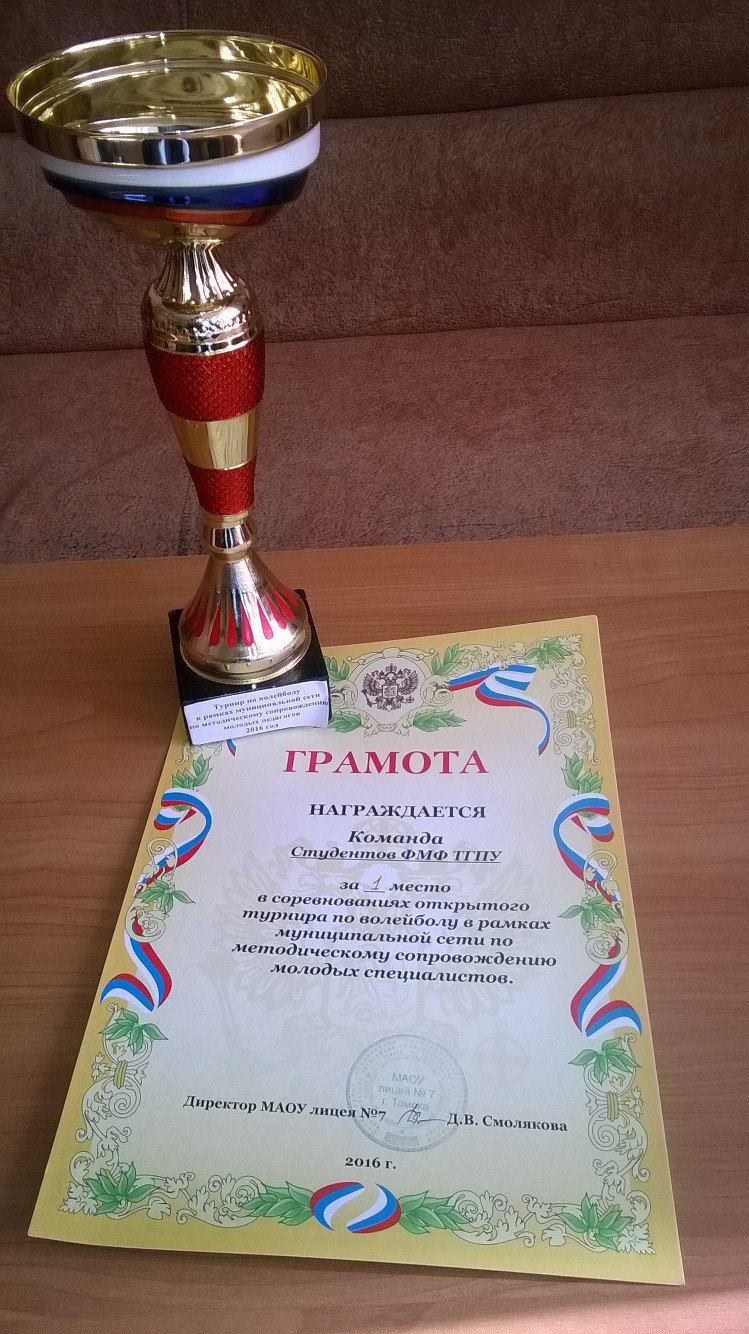 Турнир по волейболу
в рамках муниципальной сети
по методическому сопровождению
молодых педагогов
2016 год
ГРАМОТА
НАГРАЖДАЕТСЯ
Команда
Студентов ФМФ ТГПУ
за 1 место
в соревнованиях открытого
турнира по волейболу в рамках
муниципальной сети по
методическому сопровождению
молодых специалистов.
МАОУ
лицей № 7
г. Томска
Директор МАОУ лицея №7 Д.В. Смолякова
2016 г.